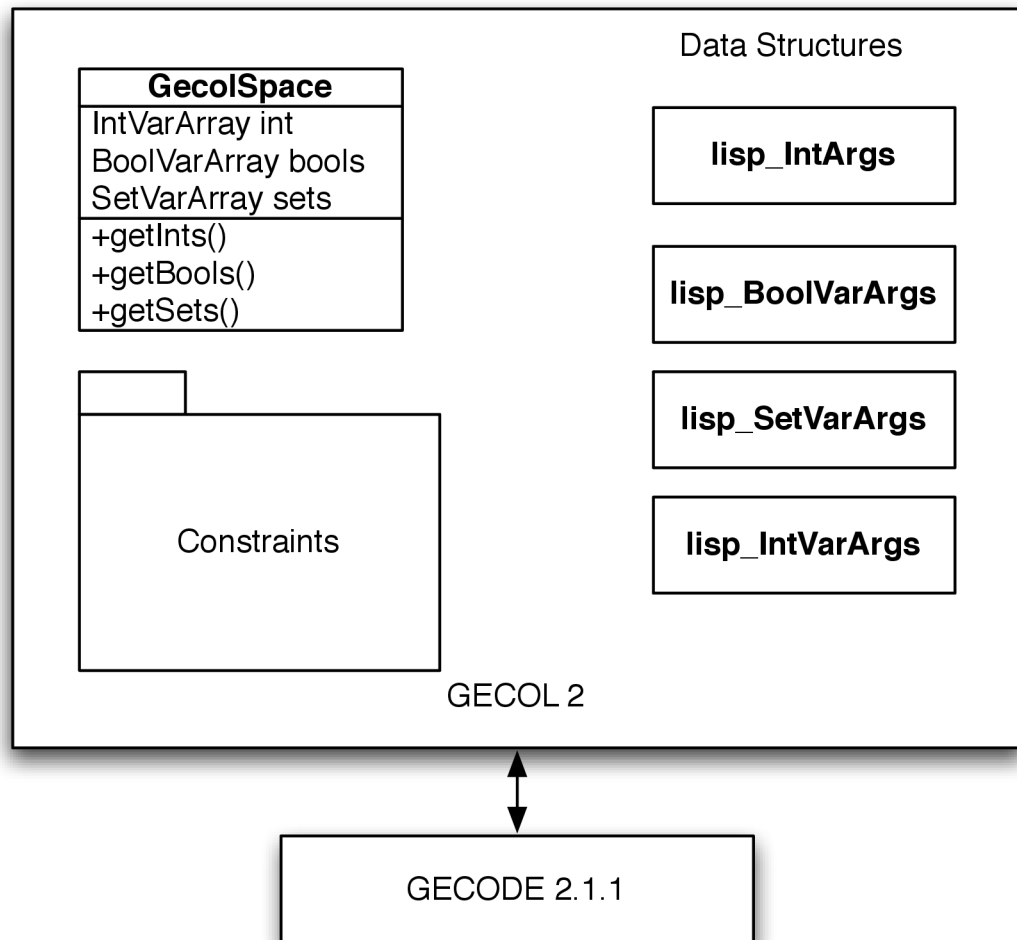 Data Structures
GecolSpace
IntVarArray int
BoolVarArray bools
SetVarArray sets
+getInts()
+getBools()
+getSets()
lisp_IntArgs
lisp_BoolVarArgs
lisp_SetVarArgs
lisp_IntVarArgs
Constraints
GECOL 2
GECODE 2.1.1